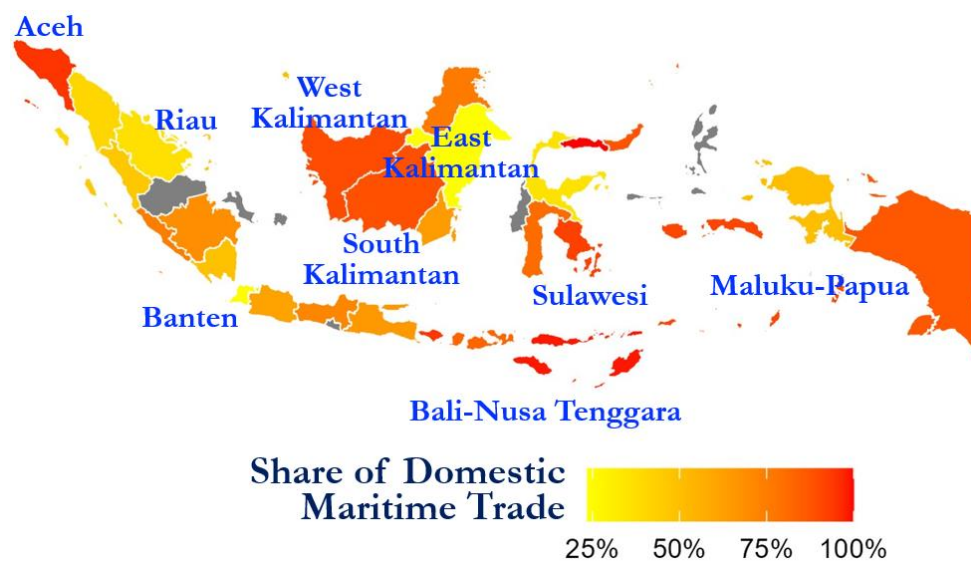 Aceh
West
Kalimantan
Riau
East
Kalimantan
South
Kalimantan
Sulawesi
Maluku-Papua
Banten
Bali-Nusa Tenggara
Share of Domestic
Maritime Trade
25% 50% 75% 100%